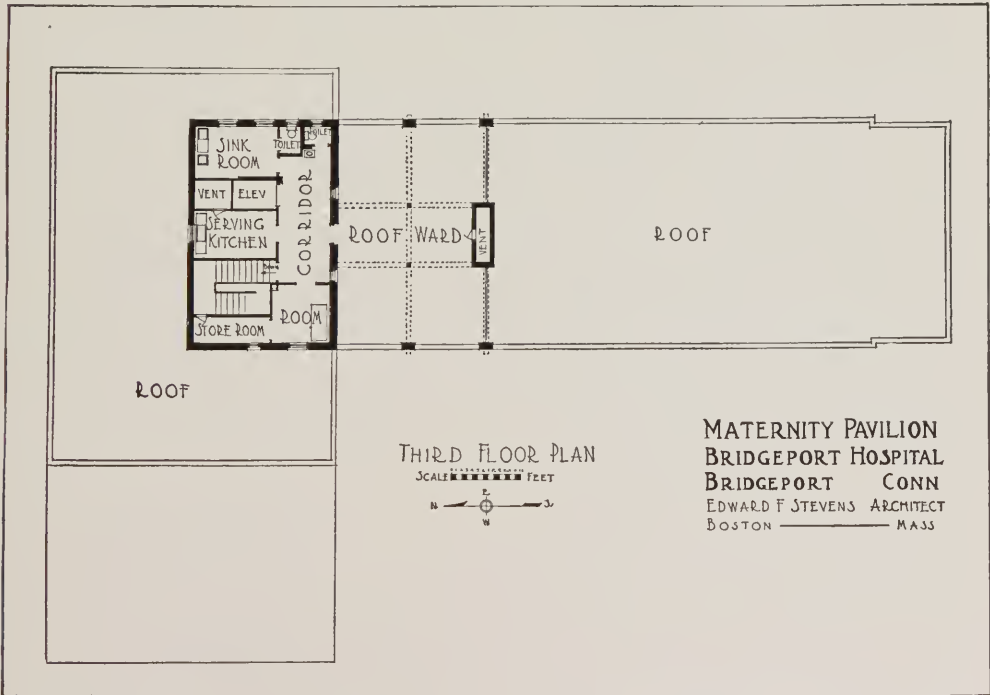 SINK
ROOM
TOILET
TOILET
VENT
ELEV
SERVING
KITCHEN
CORRIDOR
STORE ROOM
ROOM
ROOF WARD
VENT
ROOF
ROOF
THIRD FLOOR PLAN
SCALE FEET
E
N S
W
MATERNITY PAVILION
BRIDGEPORT HOSPITAL
BRIDGEPORT CONN
EDWARD F STEVENS ARCHITECT
BOSTON MASS